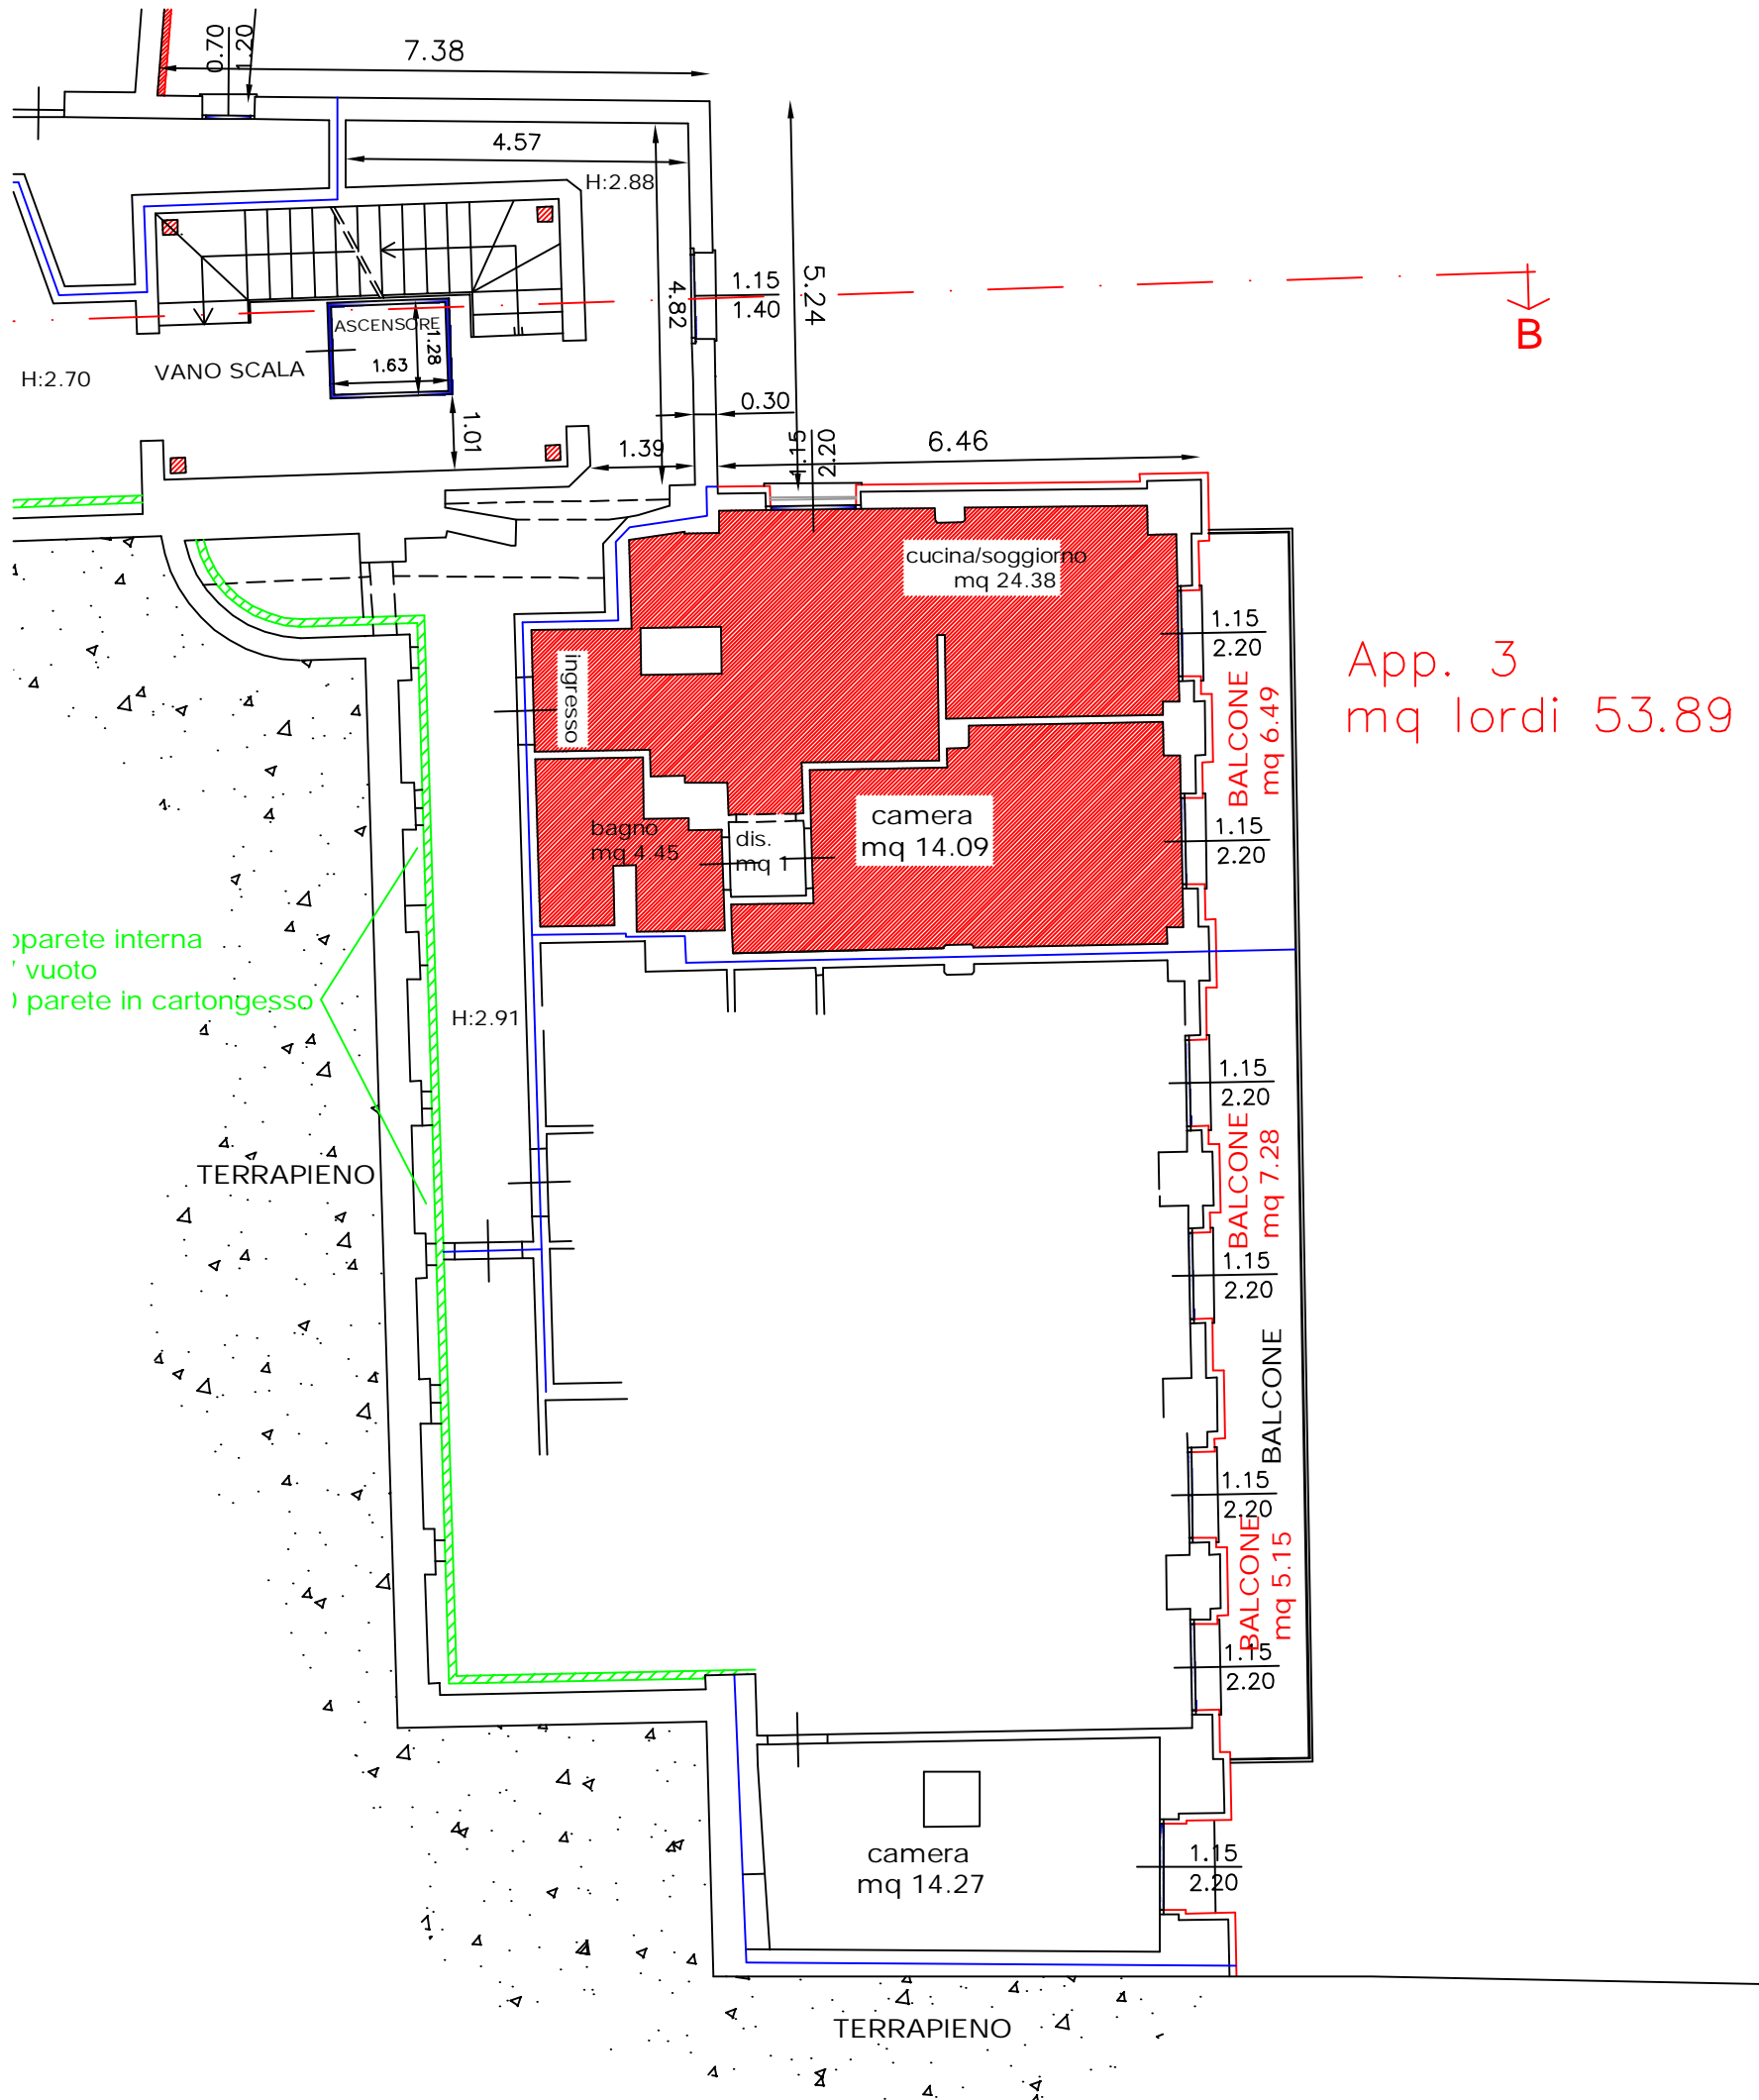 0.70
1.20
7.38
4.57
H:2.88
4.82
5.24
1.15
1.40
B
ASCENSORE
1.28
1.63
VANO SCALA
H:2.70
0.30
1.01
1.39
1.15
2.20
6.46
cucina/soggiorno
mq 24.38
1.15
2.20
App. 3
mq lordi 53.89
ingresso
BALCONE
mq 6.49
bagno
mq 4.45
dis.
mq 1
camera
mq 14.09
1.15
2.20
parete interna
vuoto
parete in cartongesso
H:2.91
1.15
2.20
BALCONE
mq 7.28
TERRAPIENO
1.15
2.20
BALCONE
1.15
2.20
BALCONE
mq 5.15
1.15
2.20
camera
mq 14.27
1.15
2.20
TERRAPIENO